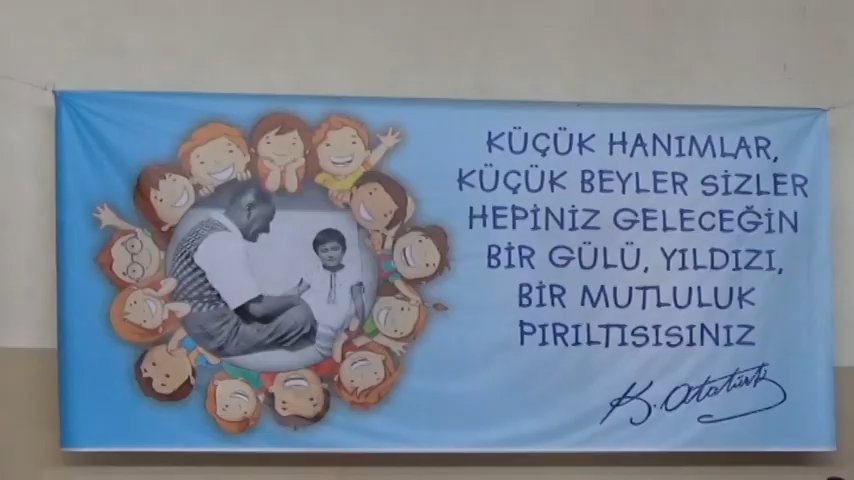 KÜÇÜK HANIMLAR,
KÜÇÜK BEYLER SİZLER
HEPİNİZ GELECEĞİN
BİR GÜLÜ, YILDIZI,
BİR MUTLULUK
PIRILTISISINIZ
K. Atatürk